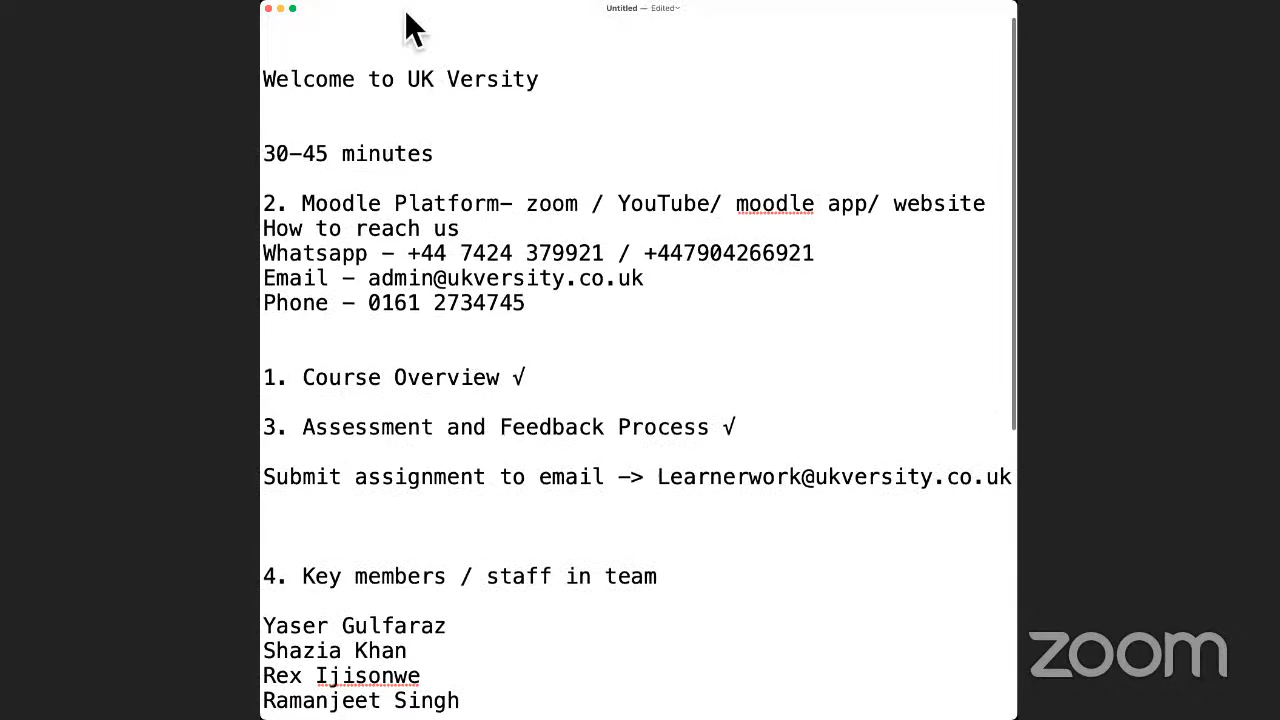 Untitled — Edited
Welcome to UK Versity
30-45 minutes
2. Moodle Platform- zoom / YouTube/ moodle app/ website
How to reach us
Whatsapp - +44 7424 379921 / +447904266921
Email - admin@ukversity.co.uk
Phone - 0161 2734745
1. Course Overview √
3. Assessment and Feedback Process √
Submit assignment to email -> Learnerwork@ukversity.co.uk
4. Key members / staff in team
Yaser Gulfaraz
Shazia Khan
Rex Ijisonwe
Ramanjeet Singh
zoom